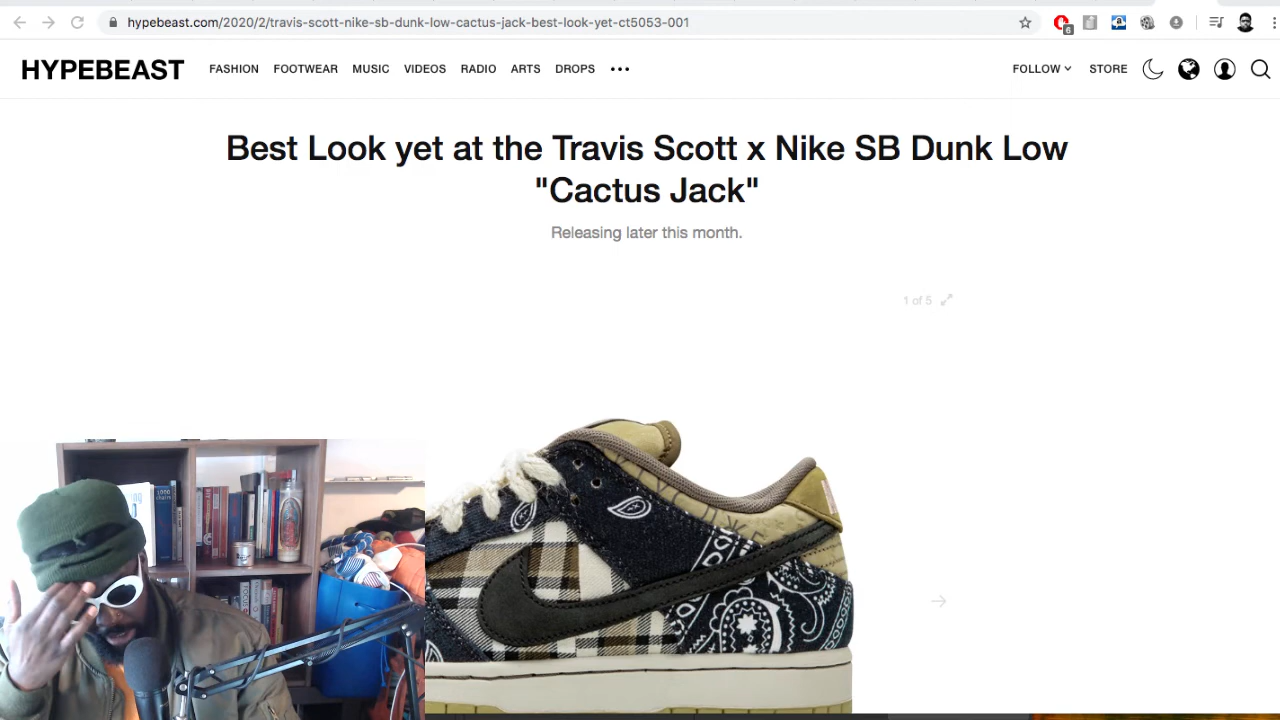 hypebeast.com/2020/2/travis-scott-nike-sb-dunk-low-cactus-jack-best-look-yet-ct5053-001
6
HYPEBEAST FASHION FOOTWEAR MUSIC VIDEOS RADIO ARTS DROPS ••• FOLLOW STORE
Best Look yet at the Travis Scott x Nike SB Dunk Low
"Cactus Jack"
Releasing later this month.
1 of 5